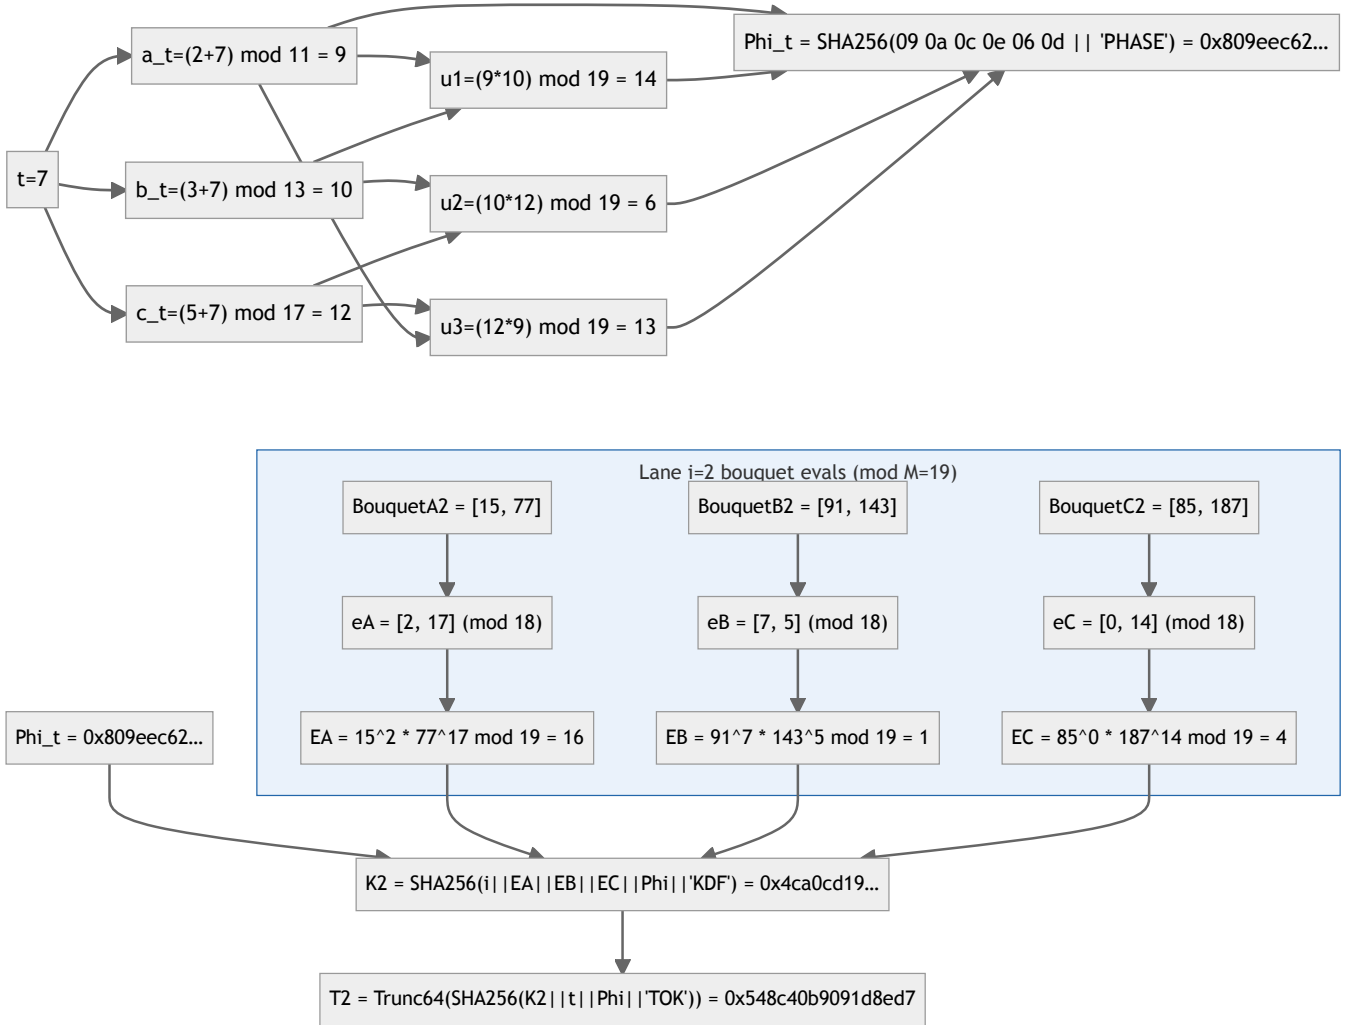 t=7
a_t=(2+7) mod 11 = 9
b_t=(3+7) mod 13 = 10
c_t=(5+7) mod 17 = 12
u1=(9*10) mod 19 = 14
u2=(10*12) mod 19 = 6
u3=(12*9) mod 19 = 13
Phi_t = SHA256(09 0a 0c 0e 06 0d || 'PHASE') = 0x809eec62...
Lane i=2 bouquet evals (mod M=19)
BouquetA2 = [15, 77]
BouquetB2 = [91, 143]
BouquetC2 = [85, 187]
eA = [2, 17] (mod 18)
eB = [7, 5] (mod 18)
eC = [0, 14] (mod 18)
Phi_t = 0x809eec62...
EA = 15^2 * 77^17 mod 19 = 16
EB = 91^7 * 143^5 mod 19 = 1
EC = 85^0 * 187^14 mod 19 = 4
K2 = SHA256(i||EA||EB||EC||Phi||'KDF') = 0x4ca0cd19...
T2 = Trunc64(SHA256(K2||t||Phi||'TOK')) = 0x548c40b9091d8ed7